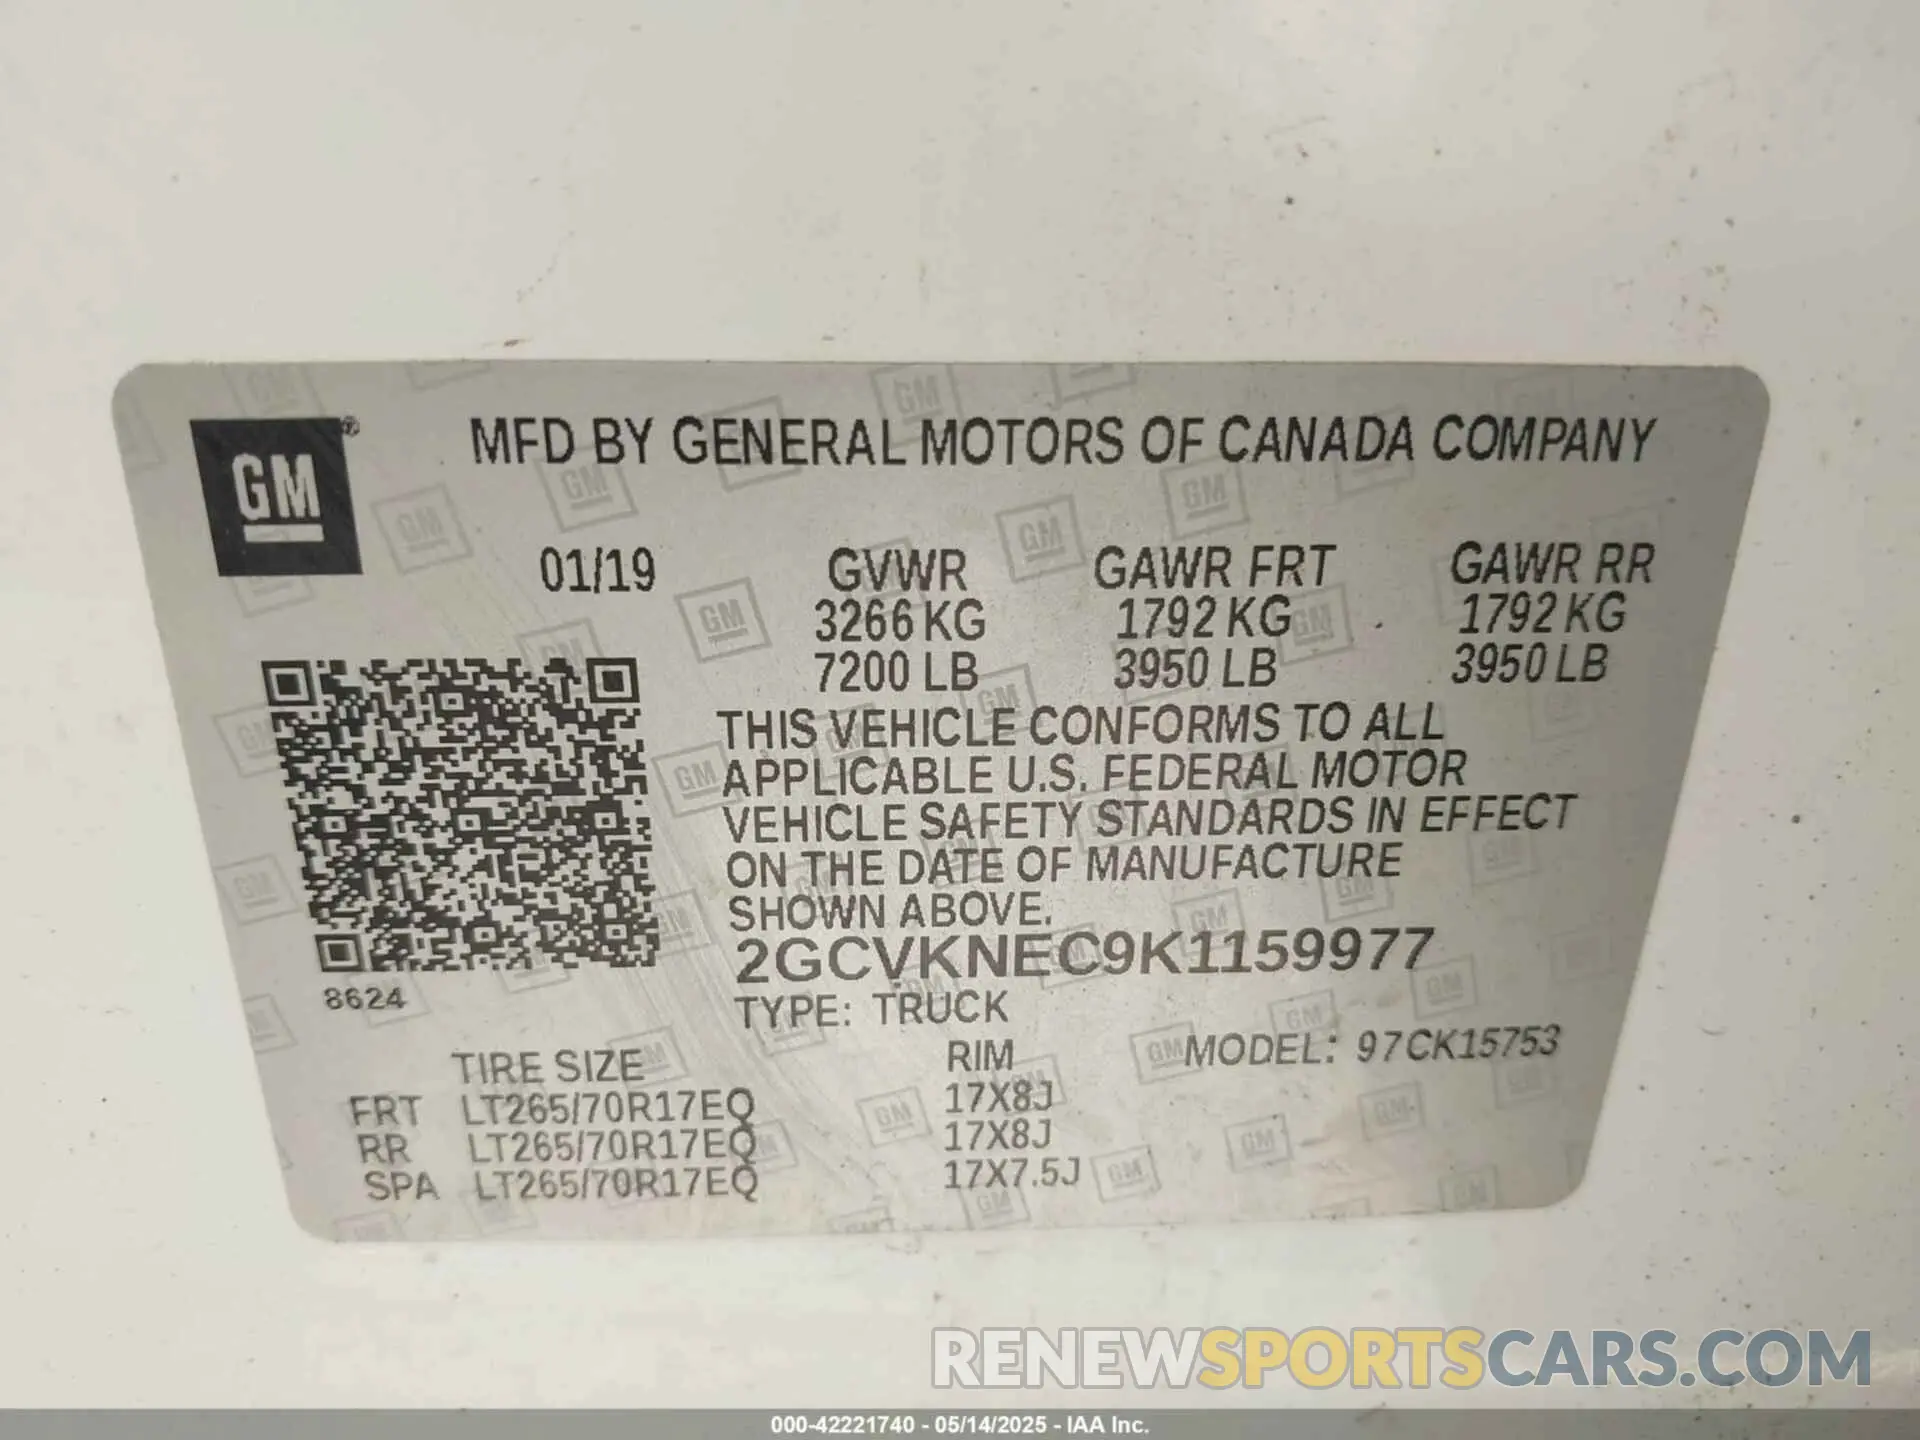 GM ®
MFD BY GENERAL MOTORS OF CANADA COMPANY
01/19 GVWR GAWR FRT GAWR RR
3266 KG 1792 KG 1792 KG
7200 LB 3950 LB 3950 LB
THIS VEHICLE CONFORMS TO ALL
APPLICABLE U.S. FEDERAL MOTOR
VEHICLE SAFETY STANDARDS IN EFFECT
ON THE DATE OF MANUFACTURE
SHOWN ABOVE.
2GCVKNEC9K1159977
8624
TYPE: TRUCK
TIRE SIZE RIM MODEL: 97CK15753
FRT LT265/70R17EQ 17X8J
RR LT265/70R17EQ 17X8J
SPA LT265/70R17EQ 17X7.5J
RENEWSPORTSCARS.COM
000-42221740 - 05/14/2025 - IAA Inc.